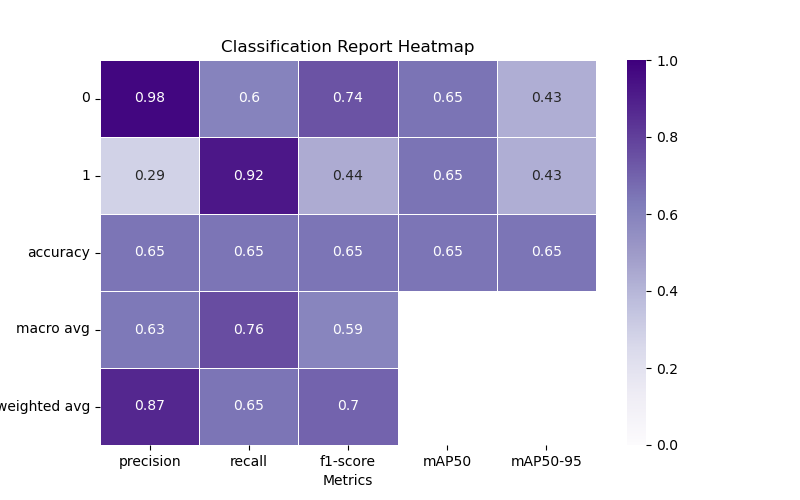 Classification Report Heatmap
0 0.98 0.6 0.74 0.65 0.43
1 0.29 0.92 0.44 0.65 0.43
accuracy 0.65 0.65 0.65 0.65 0.65
macro avg 0.63 0.76 0.59
weighted avg 0.87 0.65 0.7
precision recall f1-score mAP50 mAP50-95
Metrics
1.0
0.8
0.6
0.4
0.2
0.0